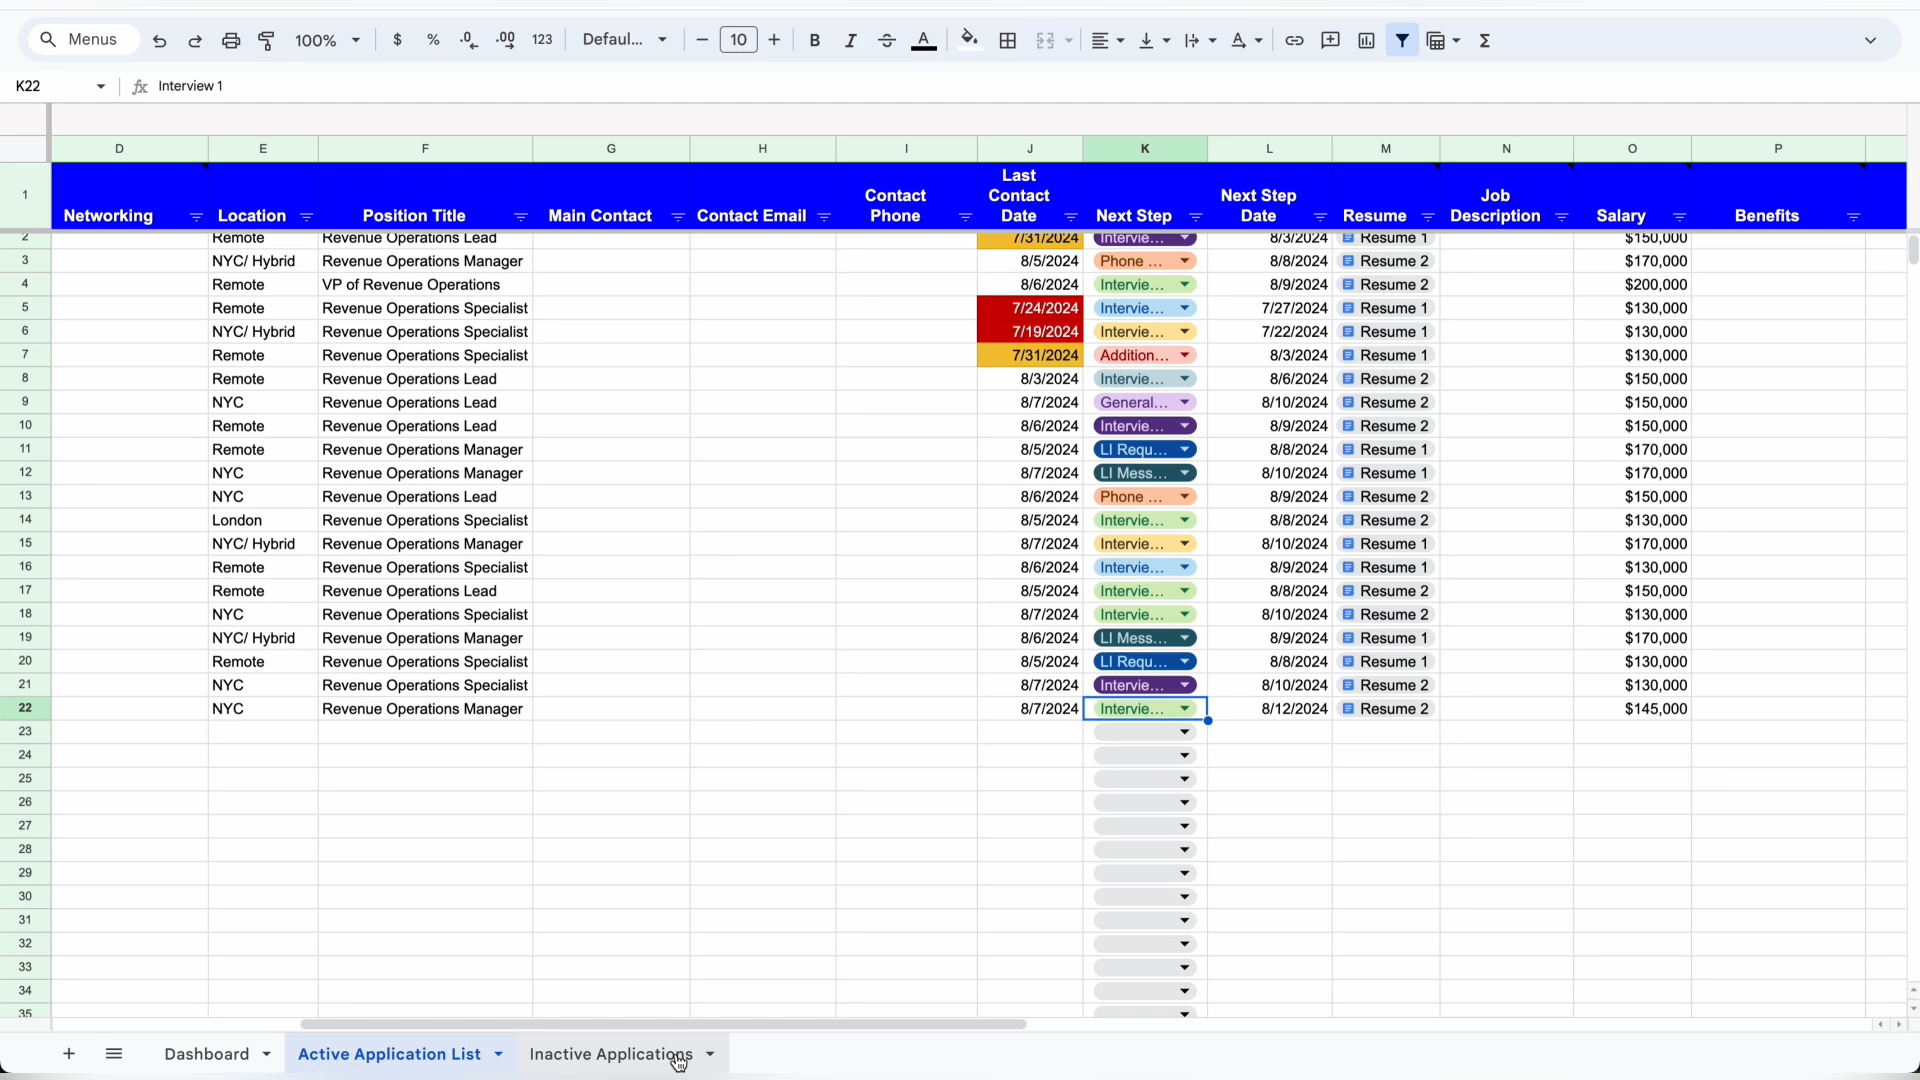 Menus 100% $ % .0 .00 123 Defaul... 10 B I A
K22 fx Interview 1
D E F G H I J K L M N O P
1 Networking Location Position Title Main Contact Contact Email Contact Phone Last Contact Date Next Step Next Step Date Resume Job Description Salary Benefits
2 Remote Revenue Operations Lead 7/31/2024 Intervie... 8/3/2024 Resume 1 $150,000
3 NYC/ Hybrid Revenue Operations Manager 8/5/2024 Phone ... 8/8/2024 Resume 2 $170,000
4 Remote VP of Revenue Operations 8/6/2024 Intervie... 8/9/2024 Resume 2 $200,000
5 Remote Revenue Operations Specialist 7/24/2024 Intervie... 7/27/2024 Resume 1 $130,000
6 NYC/ Hybrid Revenue Operations Specialist 7/19/2024 Intervie... 7/22/2024 Resume 1 $130,000
7 Remote Revenue Operations Specialist 7/31/2024 Addition... 8/3/2024 Resume 1 $130,000
8 Remote Revenue Operations Lead 8/3/2024 Intervie... 8/6/2024 Resume 2 $150,000
9 NYC Revenue Operations Lead 8/7/2024 General... 8/10/2024 Resume 2 $150,000
10 Remote Revenue Operations Lead 8/6/2024 Intervie... 8/9/2024 Resume 2 $150,000
11 Remote Revenue Operations Manager 8/5/2024 LI Requ... 8/8/2024 Resume 1 $170,000
12 NYC Revenue Operations Manager 8/7/2024 LI Mess... 8/10/2024 Resume 1 $170,000
13 NYC Revenue Operations Lead 8/6/2024 Phone ... 8/9/2024 Resume 2 $150,000
14 London Revenue Operations Specialist 8/5/2024 Intervie... 8/8/2024 Resume 2 $130,000
15 NYC/ Hybrid Revenue Operations Manager 8/7/2024 Intervie... 8/10/2024 Resume 1 $170,000
16 Remote Revenue Operations Specialist 8/6/2024 Intervie... 8/9/2024 Resume 1 $130,000
17 Remote Revenue Operations Lead 8/5/2024 Intervie... 8/8/2024 Resume 2 $150,000
18 NYC Revenue Operations Specialist 8/7/2024 Intervie... 8/10/2024 Resume 2 $130,000
19 NYC/ Hybrid Revenue Operations Manager 8/6/2024 LI Mess... 8/9/2024 Resume 1 $170,000
20 Remote Revenue Operations Specialist 8/5/2024 LI Requ... 8/8/2024 Resume 1 $130,000
21 NYC Revenue Operations Specialist 8/7/2024 Intervie... 8/10/2024 Resume 2 $130,000
22 NYC Revenue Operations Manager 8/7/2024 Intervie... 8/12/2024 Resume 2 $145,000
23
24
25
26
27
28
29
30
31
32
33
34
35
Dashboard Active Application List Inactive Applications